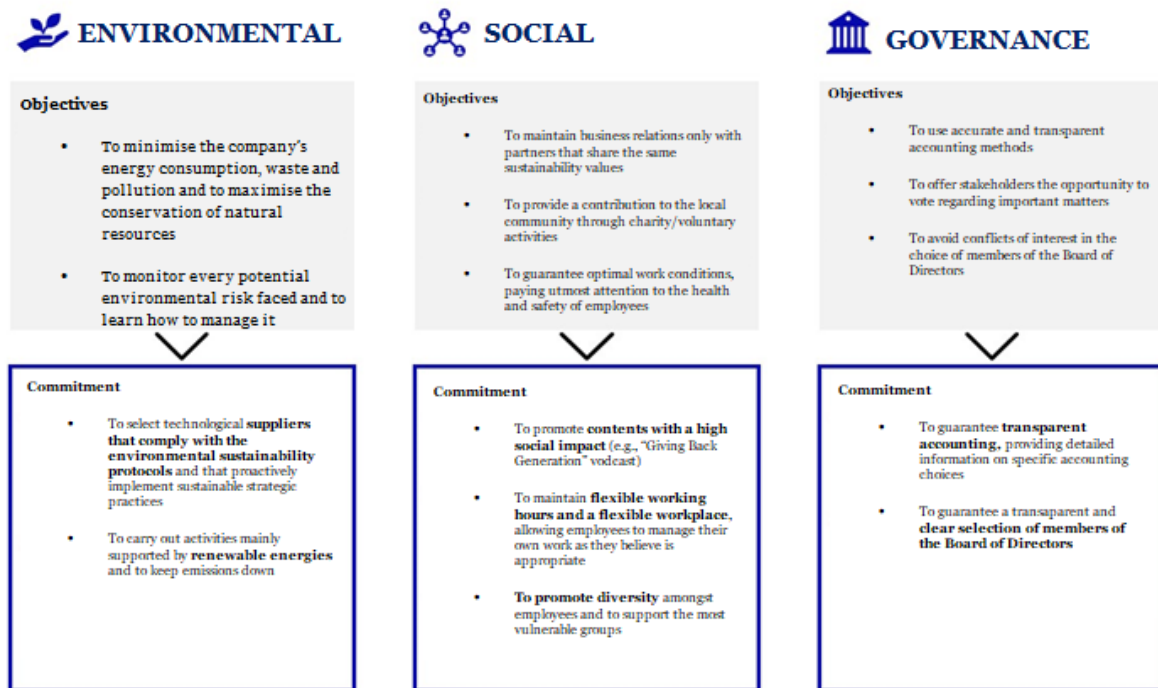 ENVIRONMENTAL
Objectives
• To minimise the company's
energy consumption, waste and
pollution and to maximise the
conservation of natural
resources
• To monitor every potential
environmental risk faced and to
learn how to manage it
Commitment
• To select technological suppliers
that comply with the
environmental sustainability
protocols and that proactively
implement sustainable strategic
practices
• To carry out activities mainly
supported by renewable energies
and to keep emissions down
SOCIAL
Objectives
• To maintain business relations only with
partners that share the same
sustainability values
• To provide a contribution to the local
community through charity/voluntary
activities
• To guarantee optimal work conditions,
paying utmost attention to the health
and safety of employees
Commitment
• To promote contents with a high
social impact (e.g., "Giving Back
Generation" vodcast)
• To maintain flexible working
hours and a flexible workplace,
allowing employees to manage their
own work as they believe is
appropriate
• To promote diversity amongst
employees and to support the most
vulnerable groups
GOVERNANCE
Objectives
• To use accurate and transparent
accounting methods
• To offer stakeholders the opportunity to
vote regarding important matters
• To avoid conflicts of interest in the
choice of members of the Board of
Directors
Commitment
• To guarantee transparent
accounting, providing detailed
information on specific accounting
choices
• To guarantee a transaparent and
clear selection of members of
the Board of Directors